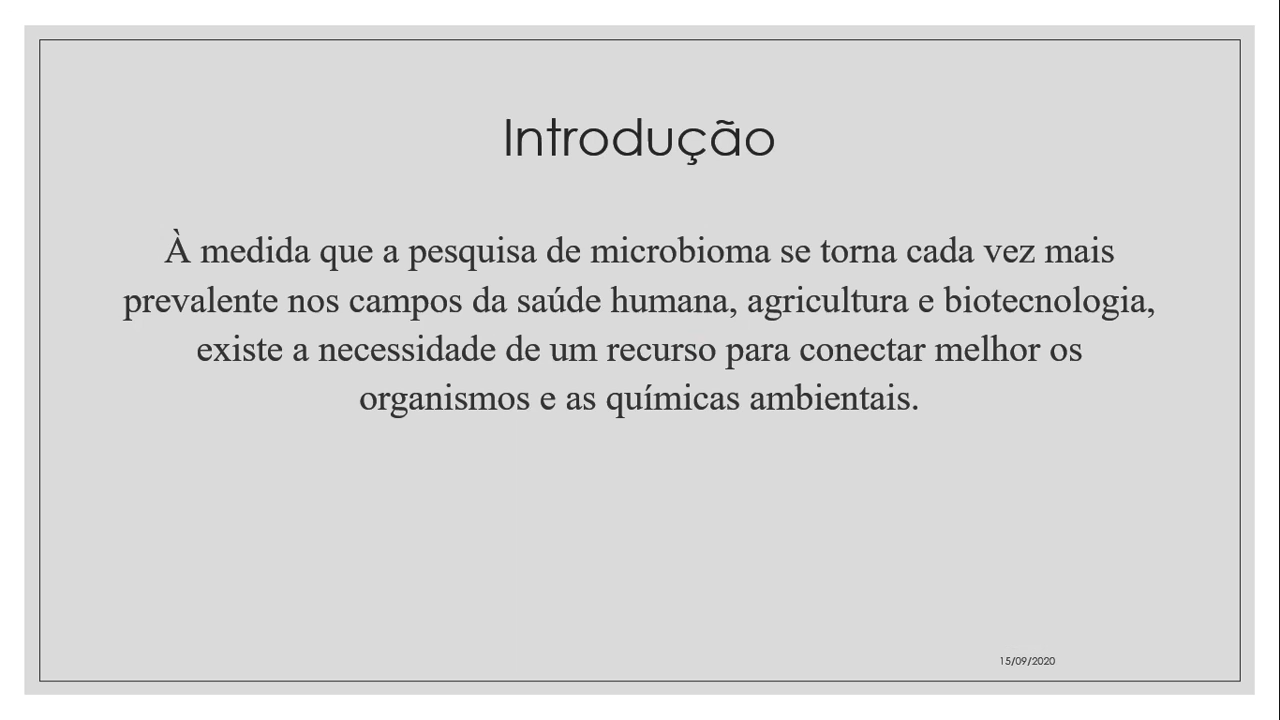 Introdução
À medida que a pesquisa de microbioma se torna cada vez mais
prevalente nos campos da saúde humana, agricultura e biotecnologia,
existe a necessidade de um recurso para conectar melhor os
organismos e as químicas ambientais.
15/09/2020